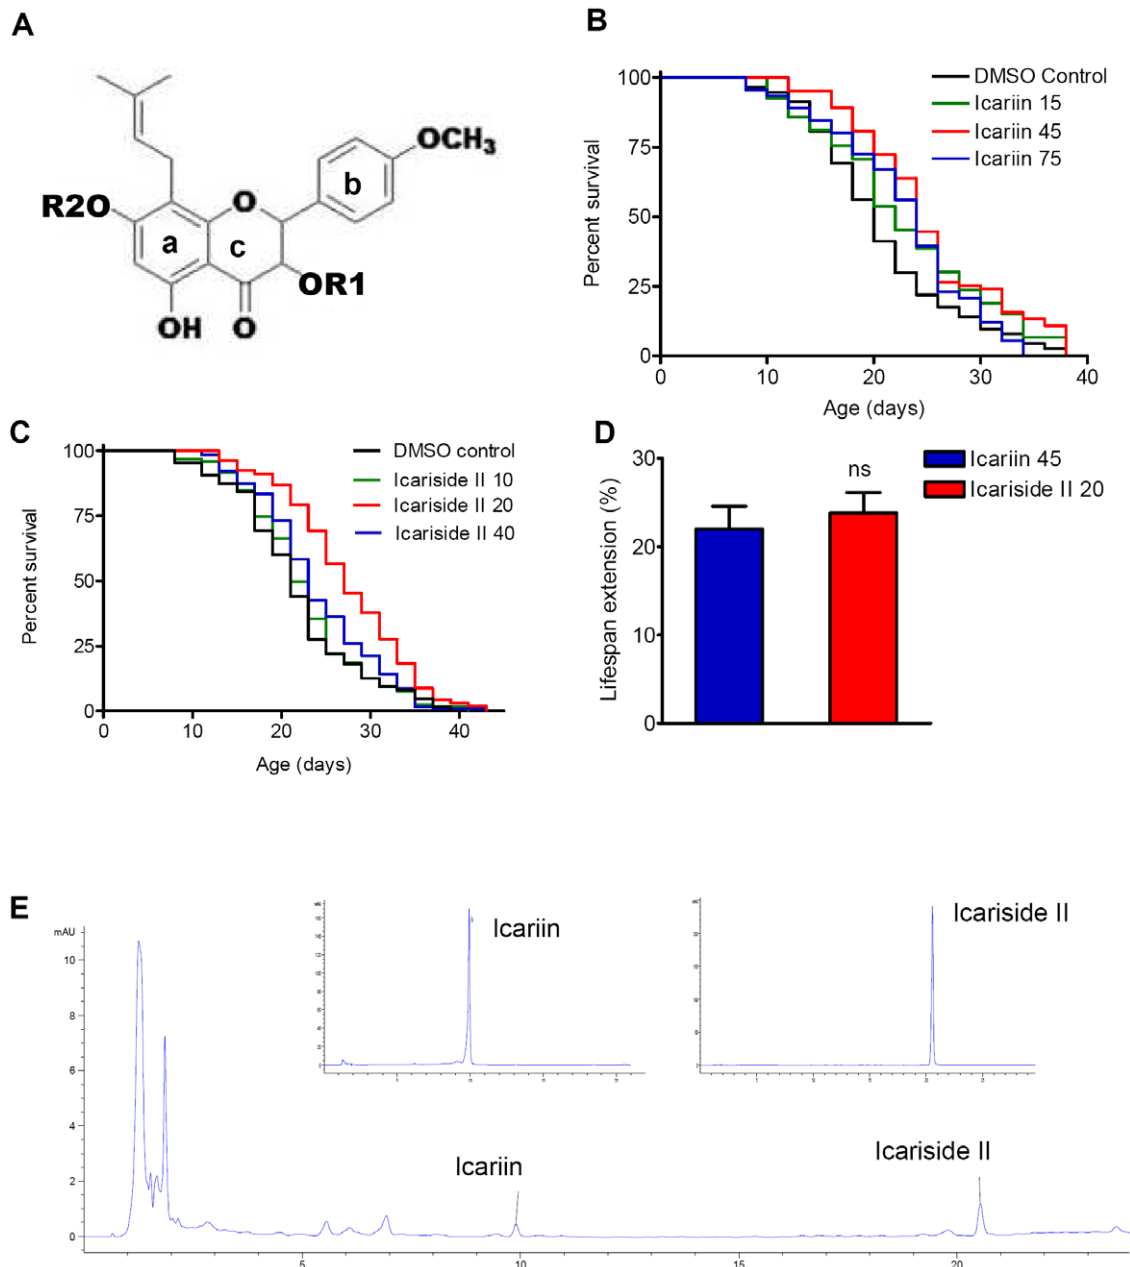 A
OCH3
R2O
O
b
a
c
OR1
OH
O
B
Percent survival
100
75
50
25
0
0 10 20 30 40
Age (days)
DMSO Control
Icariin 15
Icariin 45
Icariin 75
C
Percent survival
100
75
50
25
0
0 10 20 30 40
Age (days)
DMSO control
Icariside II 10
Icariside II 20
Icariside II 40
D
Lifespan extension (%)
30
20
10
0
ns
Icariin 45
Icariside II 20
E
mAU
10
8
6
4
2
0
5 10 15 20
Icariin
Icariside II
Icariin
Icariside II